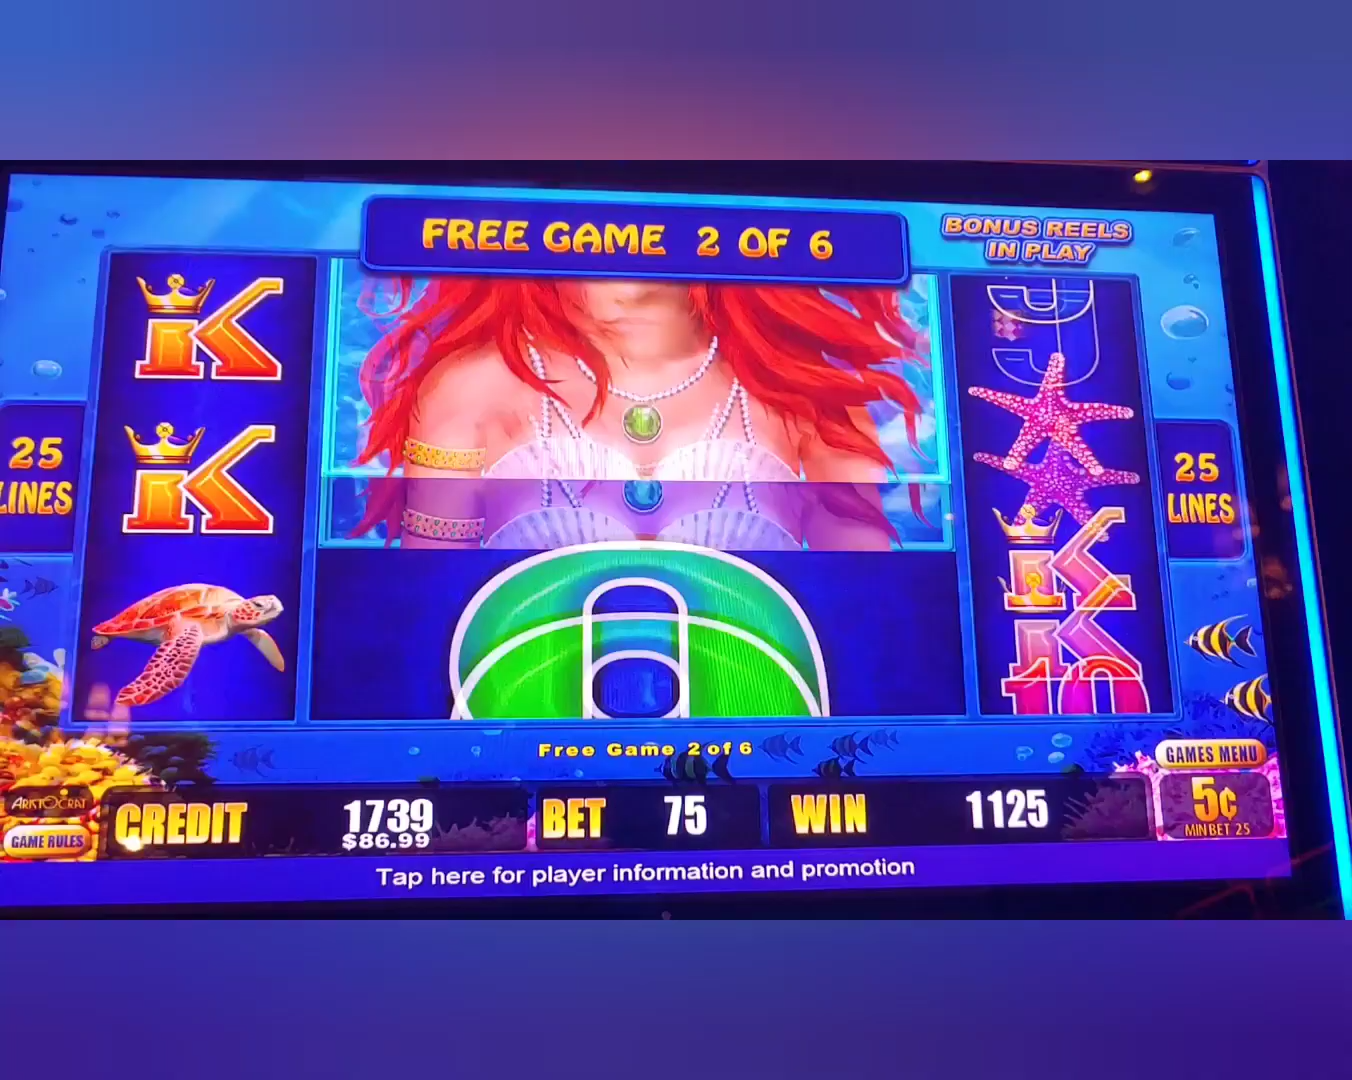 FREE GAME 2 OF 6
BONUS REELS
IN PLAY
K
J
K
25
LINES
25
LINES
K
K
10
Free Game 2 of 6
GAMES MENU
ARISTOCRAT
GAME RULES
CREDIT 1739
$86.99
BET 75
WIN 1125
5¢
MIN BET 25
Tap here for player information and promotion